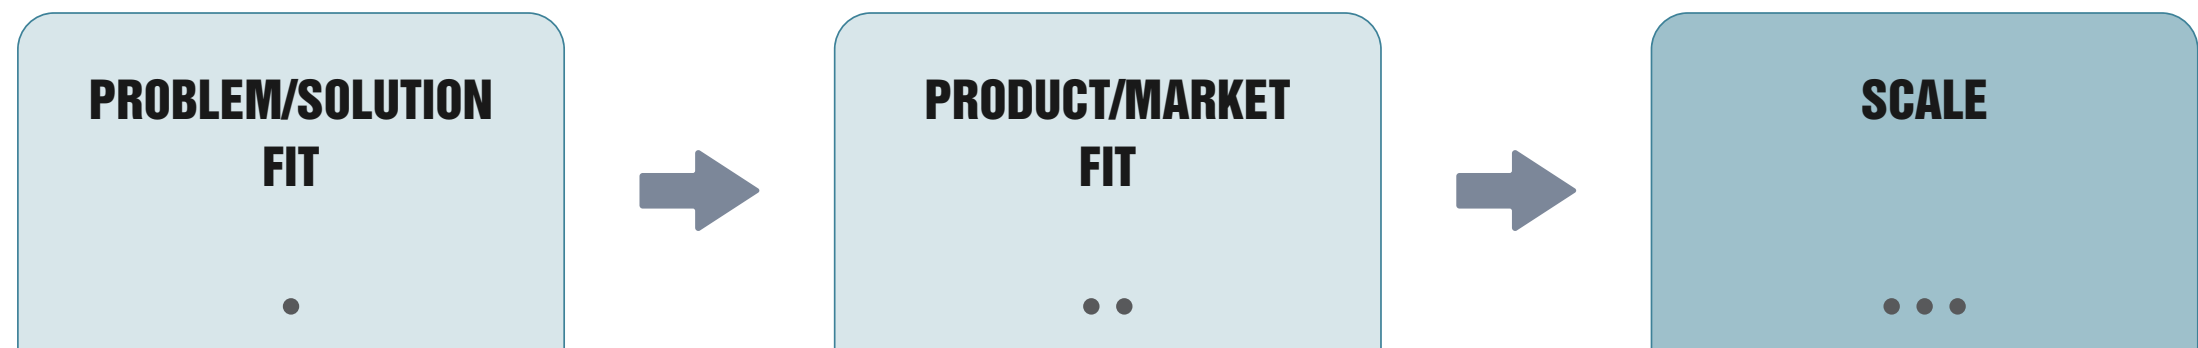 PROBLEM/SOLUTION
FIT
PRODUCT/MARKET
FIT
SCALE